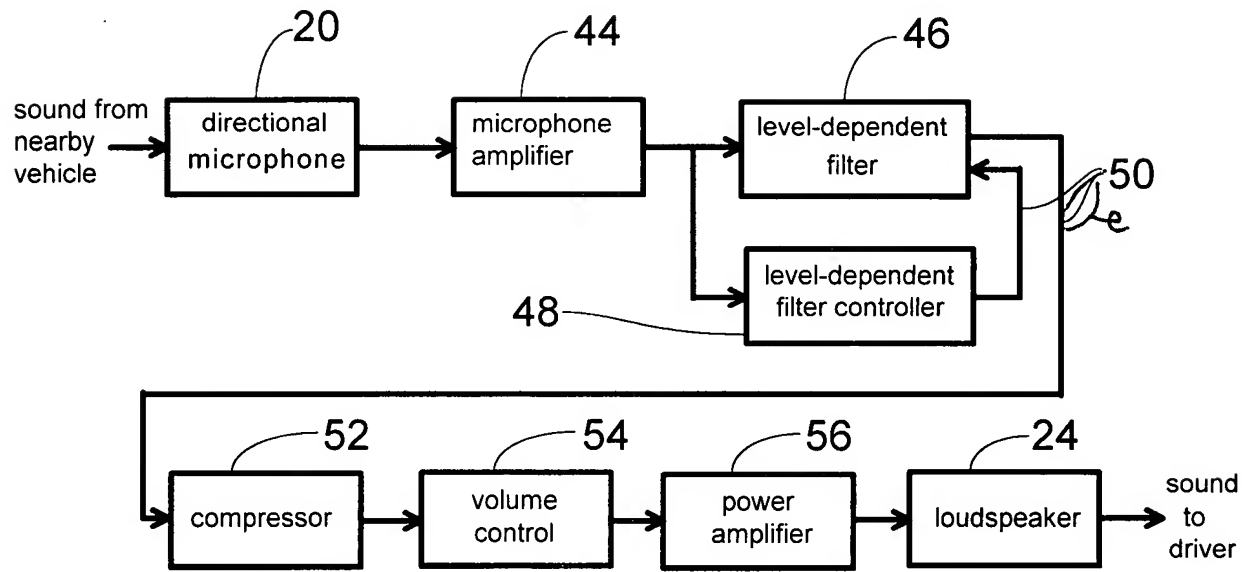 20
44
46
sound from
nearby
vehicle
directional
microphone
microphone
amplifier
level-dependent
filter
50
e
level-dependent
filter controller
48
52
54
56
24
compressor
volume
control
power
amplifier
loudspeaker
sound
to
driver